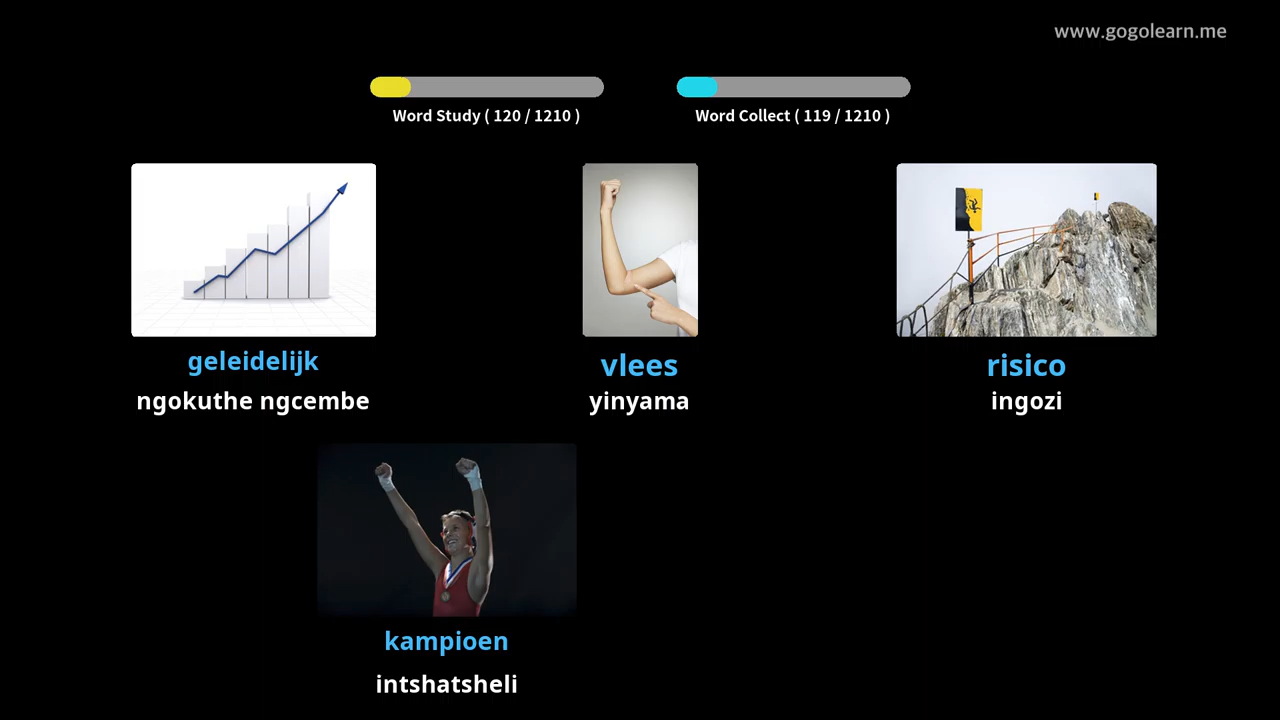 www.gogolearn.me
Word Study ( 120 / 1210 )
Word Collect ( 119 / 1210 )
geleidelijk
ngokuthe ngcembe
vlees
yinyama
risico
ingozi
kampioen
intshatsheli